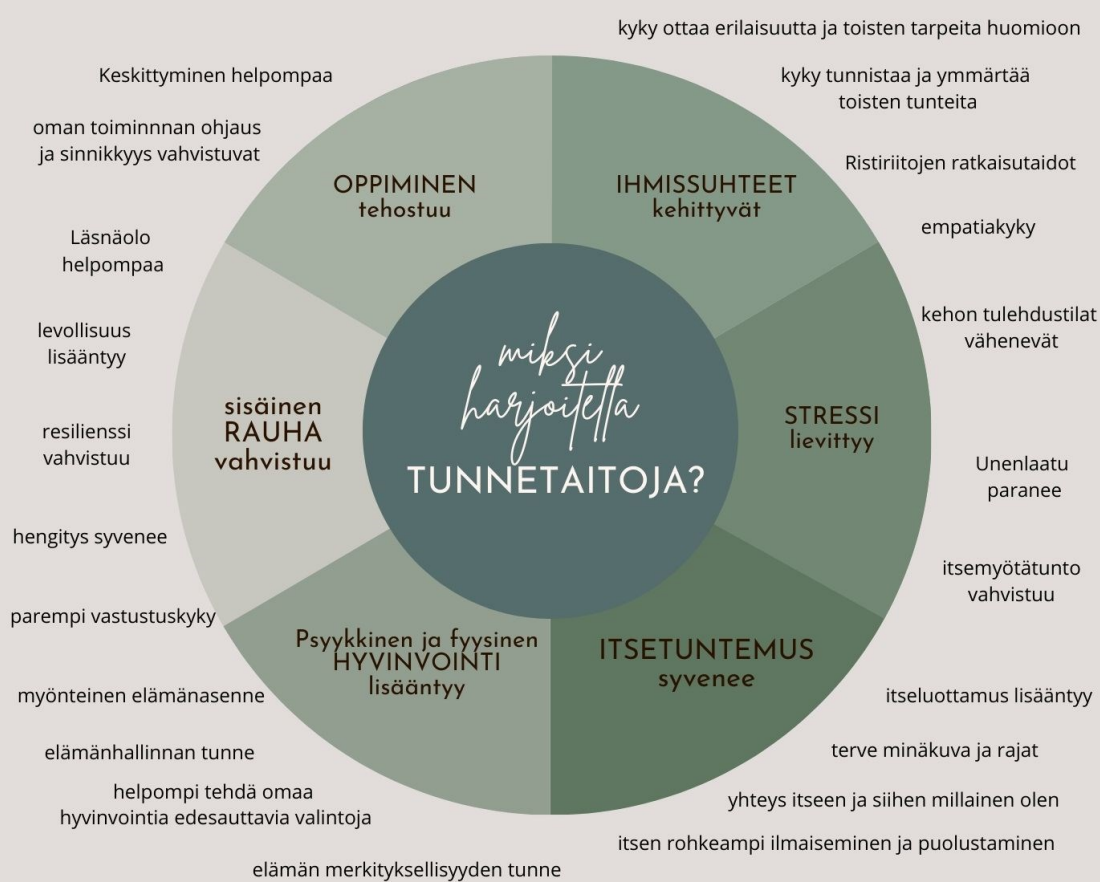 miksi
harjoitella
TUNNETAITOJA?
IHMISSUHTEET
kehittyvät
kyky ottaa erilaisuutta ja toisten tarpeita huomioon
kyky tunnistaa ja ymmärtää
toisten tunteita
Ristiriitojen ratkaisutaidot
empatiakyky
STRESSI
lievittyy
kehon tulehdustilat
vähenevät
Unenlaatu
paranee
itsemyötätunto
vahvistuu
ITSETUNTEMUS
syvenee
itseluottamus lisääntyy
terve minäkuva ja rajat
yhteys itseen ja siihen millainen olen
itsen rohkeampi ilmaiseminen ja puolustaminen
Psyykkinen ja fyysinen
HYVINVOINTI
lisääntyy
parempi vastustuskyky
myönteinen elämänasenne
elämänhallinnan tunne
helpompi tehdä omaa
hyvinvointia edesauttavia valintoja
elämän merkityksellisyyden tunne
sisäinen
RAUHA
vahvistuu
Läsnäolo
helpompaa
levollisuus
lisääntyy
resilienssi
vahvistuu
hengitys syvenee
OPPIMINEN
tehostuu
Keskittyminen helpompaa
oman toiminnnan ohjaus
ja sinnikkyys vahvistuvat